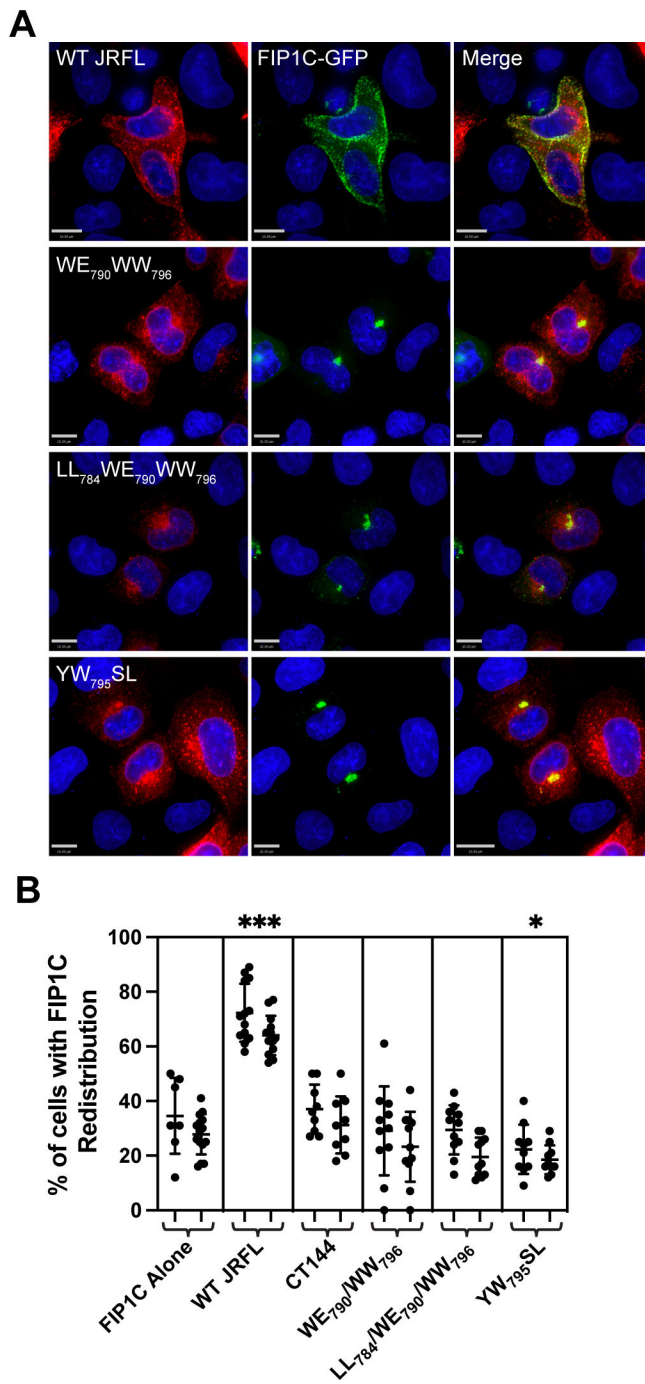 A
WT JRFL
FIP1C-GFP
Merge
WE₇₉₀WW₇₉₆
LL₇₈₄WE₇₉₀WW₇₉₆
YW₇₉₅SL
B
***
*
% of cells with FIP1C
Redistribution
100
80
60
40
20
0
FIP1C Alone
WT JRFL
CT144
WE₇₉₀/WW₇₉₆
LL₇₈₄/WE₇₉₀/WW₇₉₆
YW₇₉₅SL